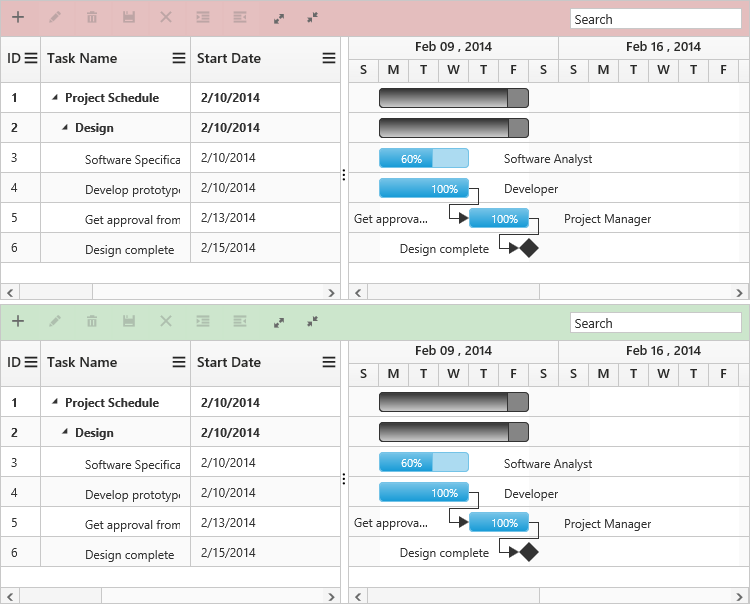 Search
ID Task Name Start Date
Feb 09 , 2014 Feb 16 , 2014
S M T W T F S S M T W T F
1 Project Schedule 2/10/2014
2 Design 2/10/2014
3 Software Specifica 2/10/2014 60% Software Analyst
4 Develop prototype 2/10/2014 100% Developer
5 Get approval from 2/13/2014 Get approva... 100% Project Manager
6 Design complete 2/15/2014 Design complete
Search
ID Task Name Start Date
Feb 09 , 2014 Feb 16 , 2014
S M T W T F S S M T W T F
1 Project Schedule 2/10/2014
2 Design 2/10/2014
3 Software Specifica 2/10/2014 60% Software Analyst
4 Develop prototype 2/10/2014 100% Developer
5 Get approval from 2/13/2014 Get approva... 100% Project Manager
6 Design complete 2/15/2014 Design complete